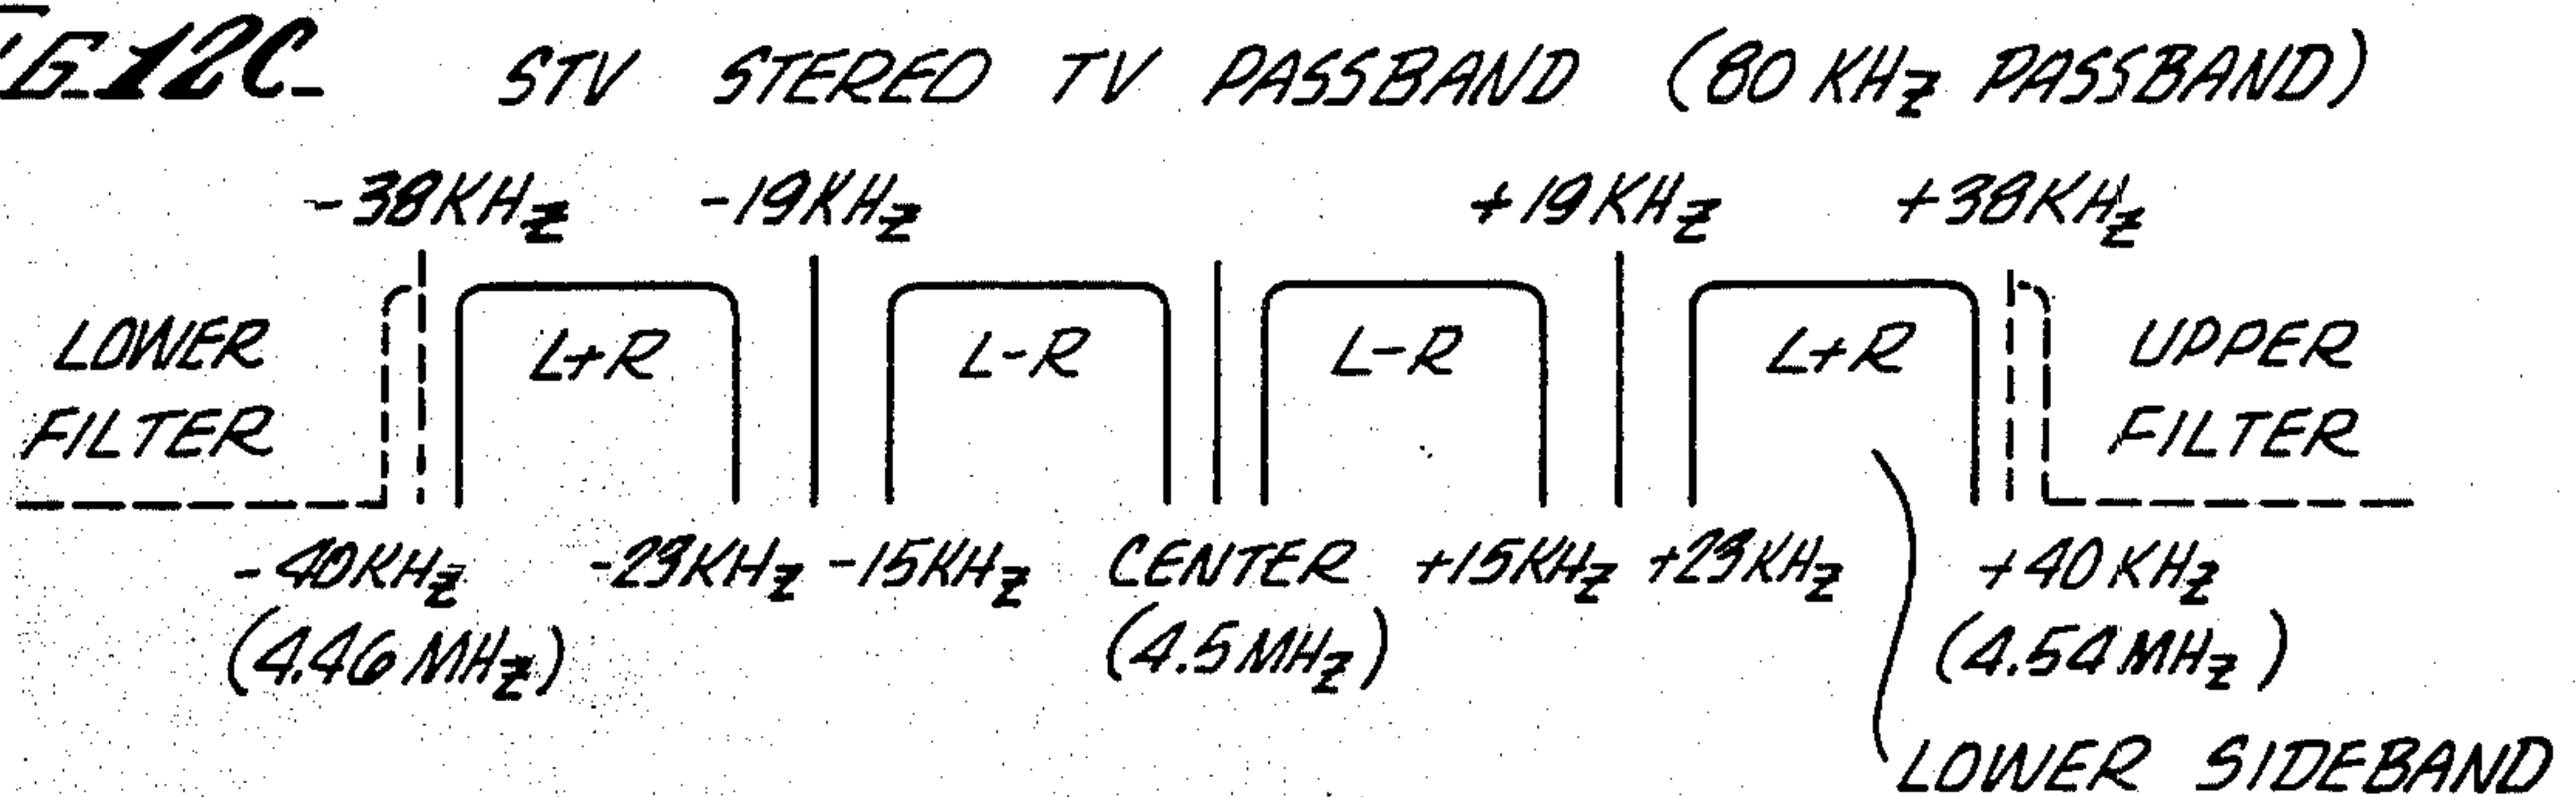 IG.12C. STV STEREO TV PASSBAND (80 KHz PASSBAND)
-38KHz -19KHz +19KHz +38KHz
LOWER FILTER
L+R L-R L-R L+R
UPPER FILTER
-40KHz -23KHz -15KHz CENTER +15KHz +23KHz +40KHz
(4.46 MHz) (4.5MHz) (4.54MHz)
LOWER SIDEBAND